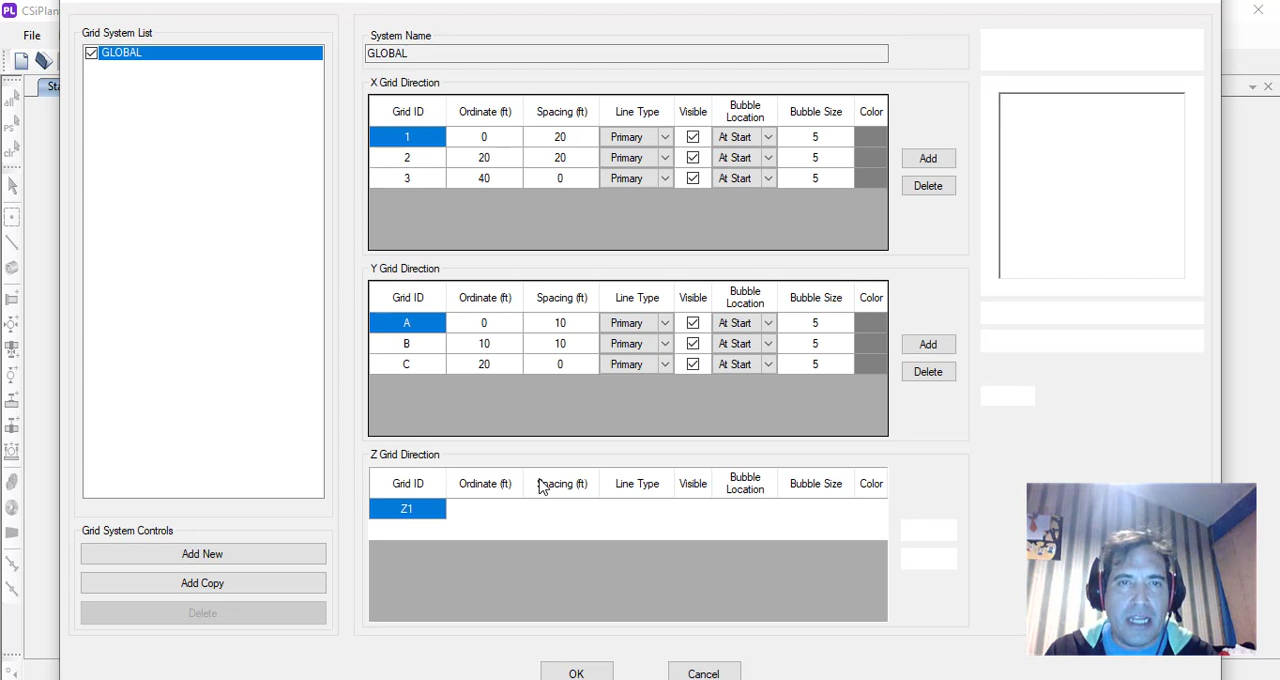 PL CSiPlan
File
Sta
all
PS
clr
Grid System List
GLOBAL
Grid System Controls
Add New
Add Copy
Delete
System Name
GLOBAL
X Grid Direction
Grid ID Ordinate (ft) Spacing (ft) Line Type Visible Bubble Location Bubble Size Color
1 0 20 Primary At Start 5
2 20 20 Primary At Start 5
3 40 0 Primary At Start 5
Add
Delete
Y Grid Direction
Grid ID Ordinate (ft) Spacing (ft) Line Type Visible Bubble Location Bubble Size Color
A 0 10 Primary At Start 5
B 10 10 Primary At Start 5
C 20 0 Primary At Start 5
Add
Delete
Z Grid Direction
Grid ID Ordinate (ft) Spacing (ft) Line Type Visible Bubble Location Bubble Size Color
Z1
OK Cancel